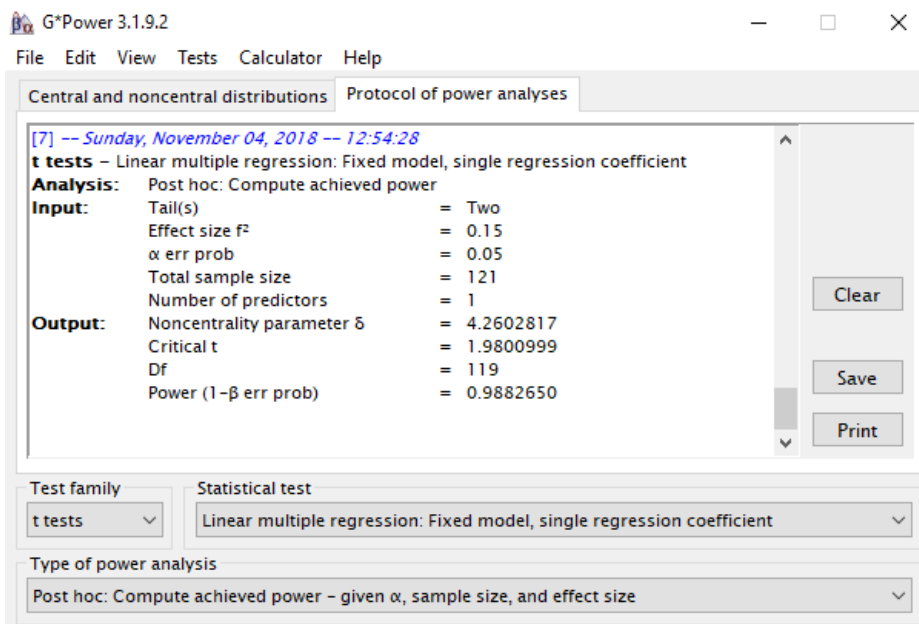 G*Power 3.1.9.2
File Edit View Tests Calculator Help
Central and noncentral distributions Protocol of power analyses
[7] -- Sunday, November 04, 2018 -- 12:54:28
t tests – Linear multiple regression: Fixed model, single regression coefficient
Analysis: Post hoc: Compute achieved power
Input: Tail(s) = Two
Effect size f² = 0.15
α err prob = 0.05
Total sample size = 121
Number of predictors = 1
Output: Noncentrality parameter δ = 4.2602817
Critical t = 1.9800999
Df = 119
Power (1-β err prob) = 0.9882650
Clear
Save
Print
Test family Statistical test
t tests Linear multiple regression: Fixed model, single regression coefficient
Type of power analysis
Post hoc: Compute achieved power – given α, sample size, and effect size